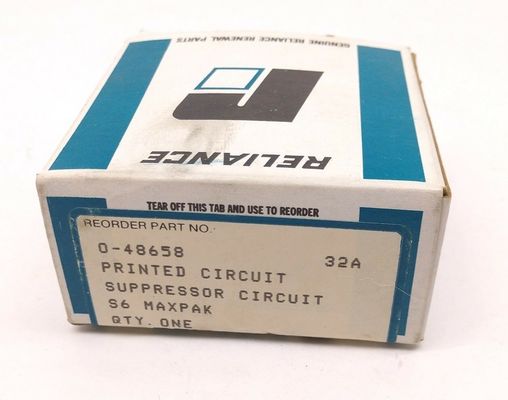 GENUINE RELIANCE RENEWAL PARTS
RELIANCE
TEAR OFF THIS TAB AND USE TO REORDER
REORDER PART NO.
0-48658 32A
PRINTED CIRCUIT
SUPPRESSOR CIRCUIT
S6 MAXPAK
QTY. ONE